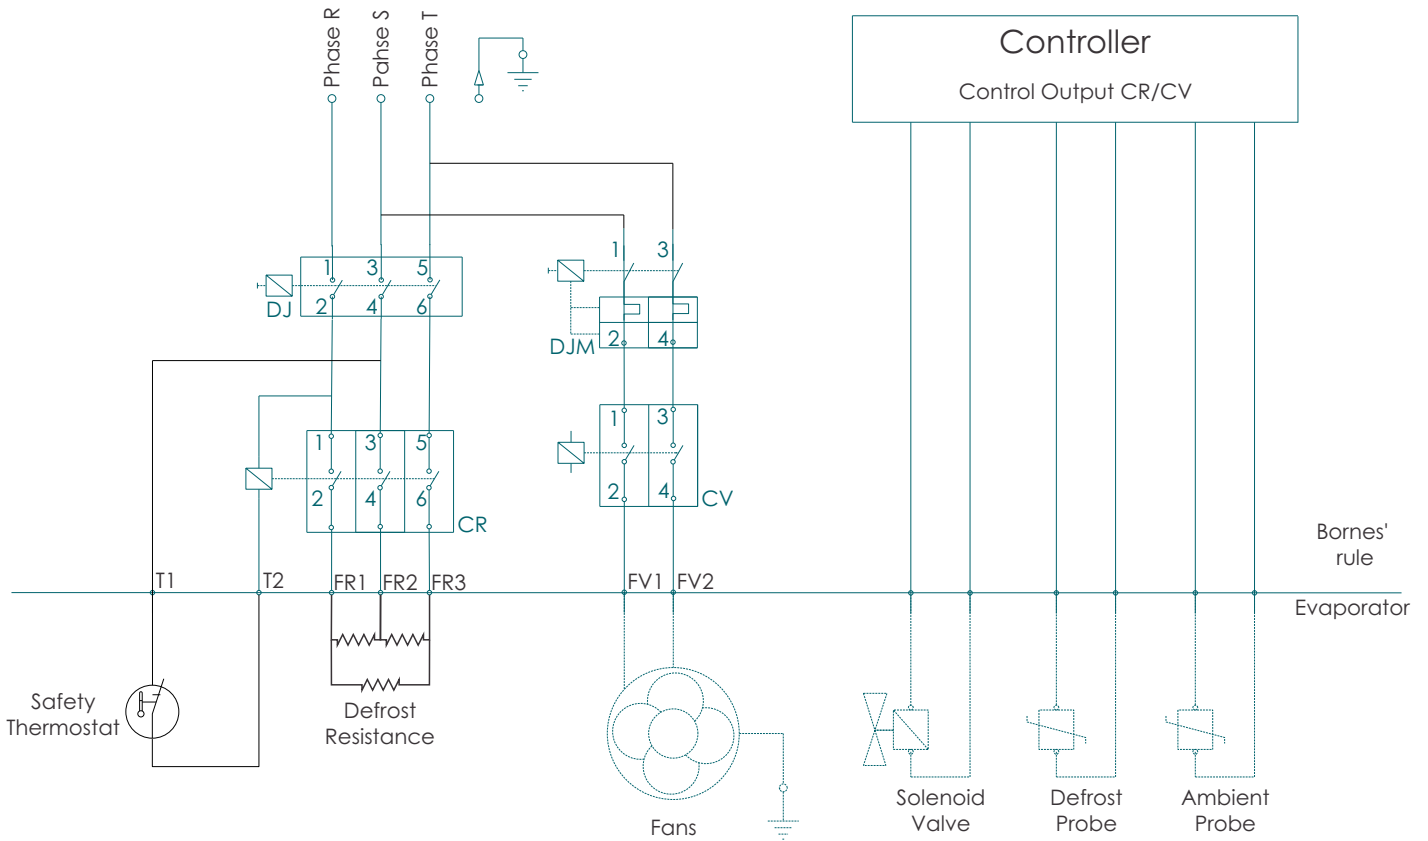 Phase R
Pahse S
Phase T
Controller
Control Output CR/CV
1 3 5
DJ
2 4 6
1 3
DJM
2 4
1 3 5
2 4 6
CR
1 3
2 4
CV
Bornes'
rule
T1 T2 FR1 FR2 FR3 FV1 FV2
Evaporator
Safety
Thermostat
Defrost
Resistance
Fans
Solenoid
Valve
Defrost
Probe
Ambient
Probe